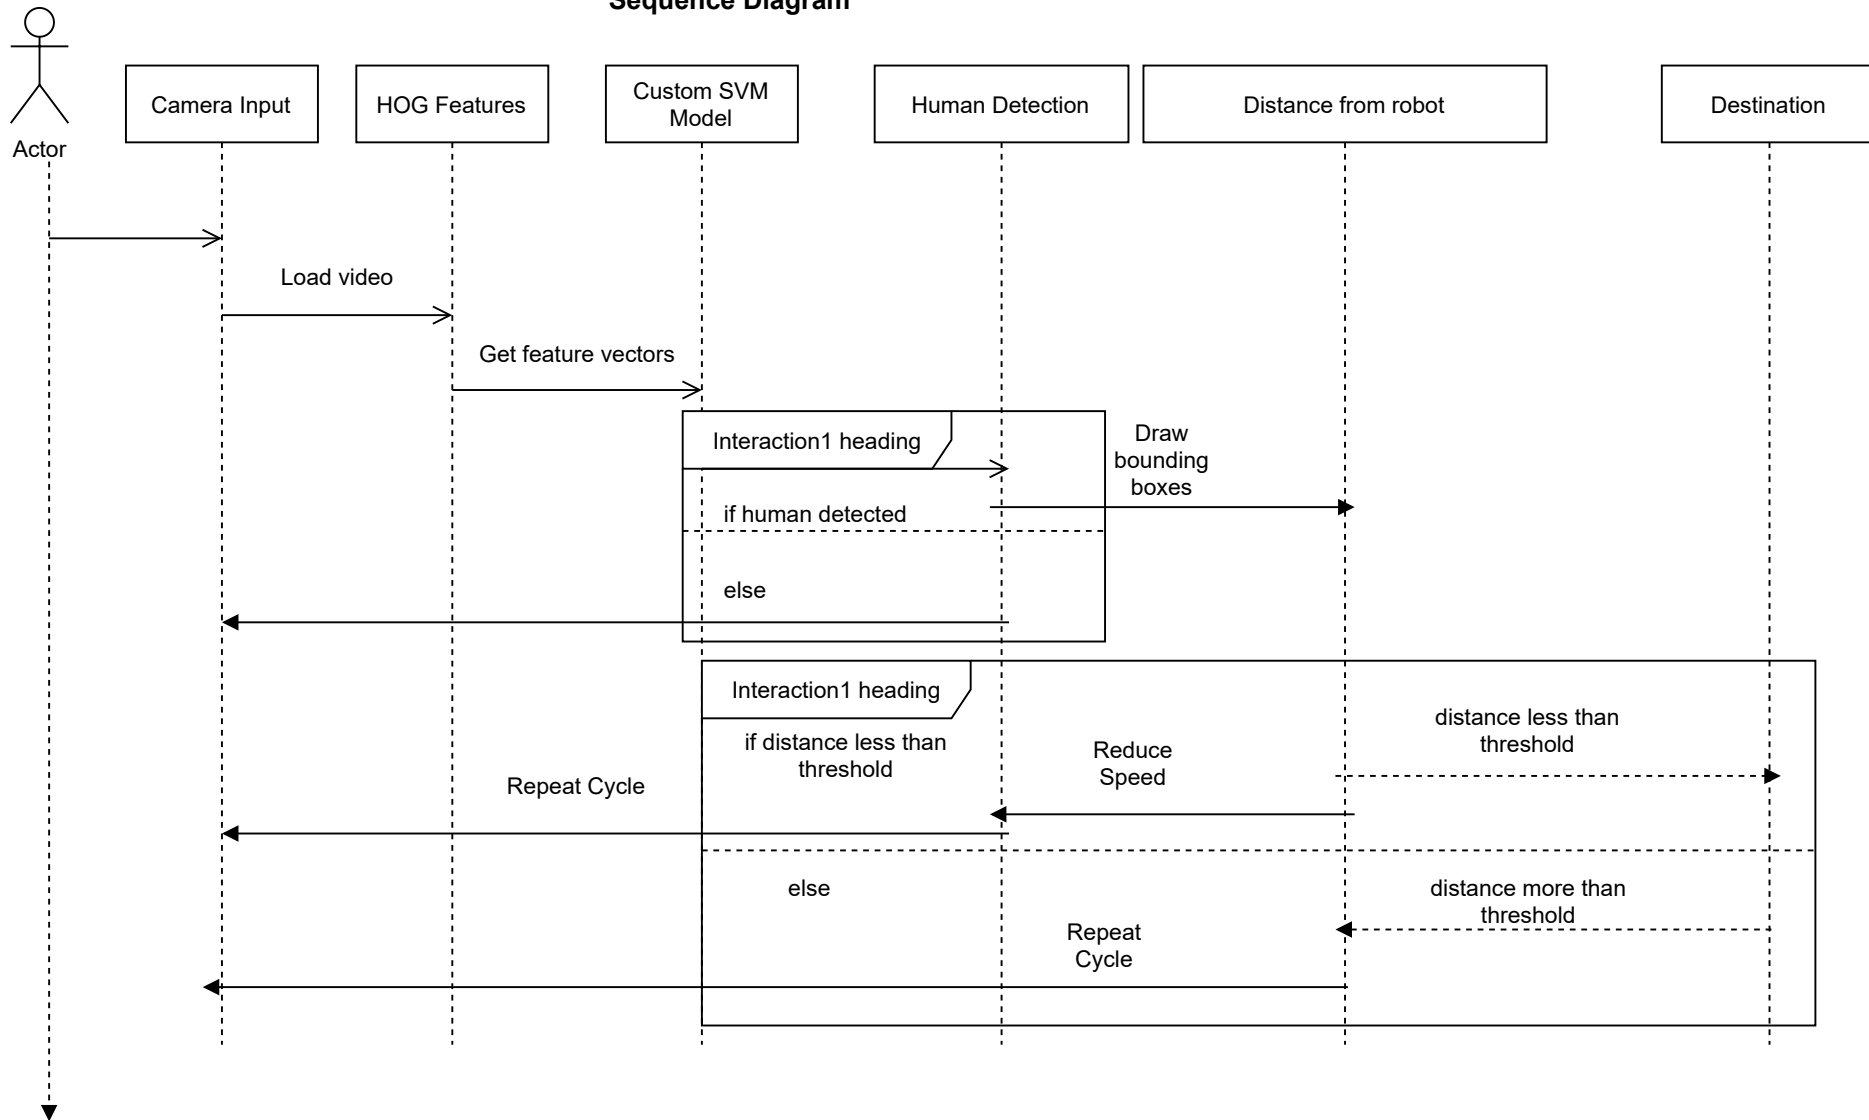 Sequence Diagram
Camera Input
HOG Features
Custom SVM
Model
Human Detection
Distance from robot
Destination
Actor
Load video
Get feature vectors
Interaction1 heading
Draw
bounding
boxes
if human detected
else
Interaction1 heading
if distance less than
threshold
Repeat Cycle
Reduce
Speed
distance less than
threshold
else
distance more than
threshold
Repeat
Cycle